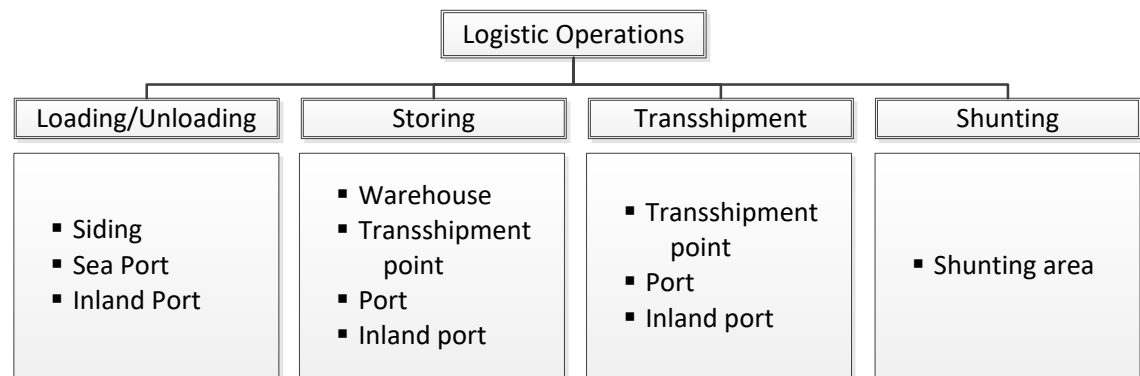 Logistic Operations
Loading/Unloading
▪ Siding
▪ Sea Port
▪ Inland Port
Storing
▪ Warehouse
▪ Transshipment
point
▪ Port
▪ Inland port
Transshipment
▪ Transshipment
point
▪ Port
▪ Inland port
Shunting
▪ Shunting area